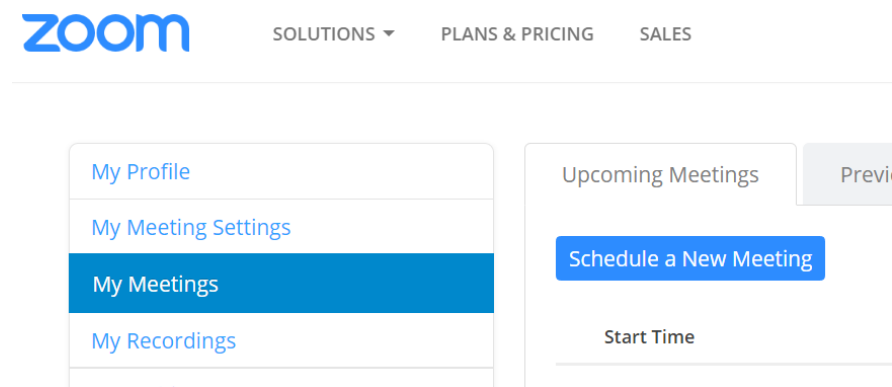 zoom
SOLUTIONS
PLANS & PRICING
SALES
My Profile
My Meeting Settings
My Meetings
My Recordings
Upcoming Meetings
Schedule a New Meeting
Start Time